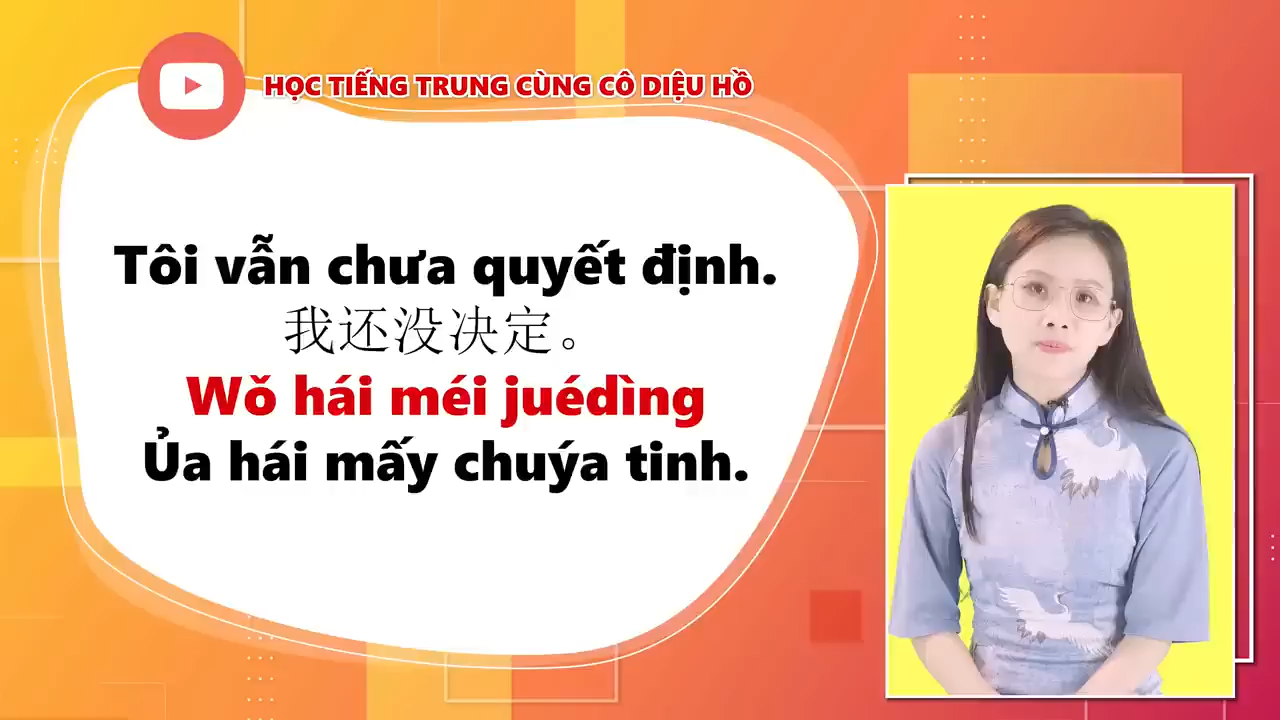 HỌC TIẾNG TRUNG CÙNG CÔ DIỆU HỒ
Tôi vẫn chưa quyết định.
我还没决定。
Wǒ hái méi juédìng
Ủa hái mấy chuýa tinh.